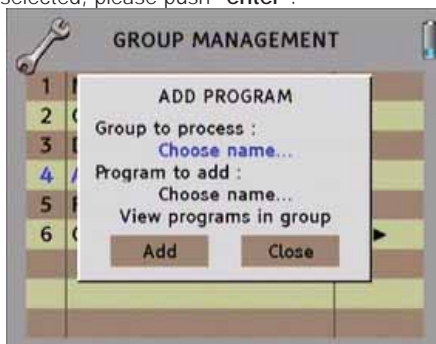 selected, please push "enter".
GROUP MANAGEMENT
ADD PROGRAM
Group to process :
Choose name...
Program to add :
Choose name...
View programs in group
Add Close
1
2
3
4
5
6